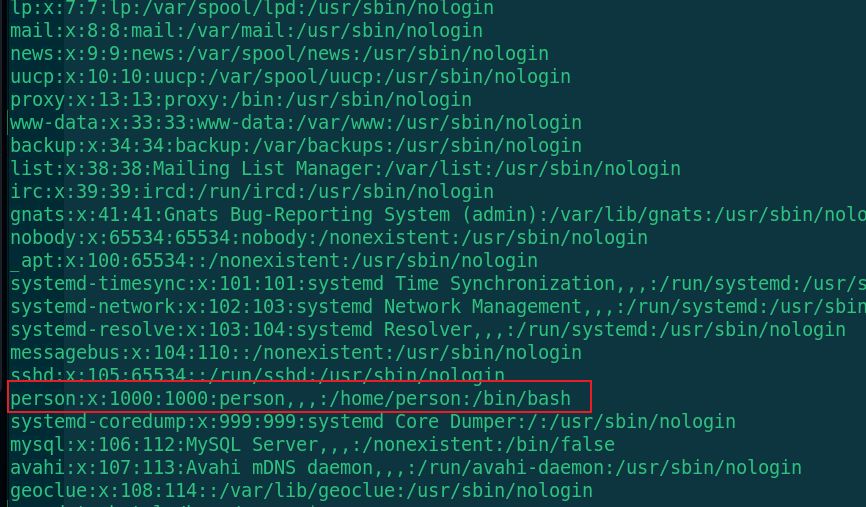 lp:x:7:7:lp:/var/spool/lpd:/usr/sbin/nologin
mail:x:8:8:mail:/var/mail:/usr/sbin/nologin
news:x:9:9:news:/var/spool/news:/usr/sbin/nologin
uucp:x:10:10:uucp:/var/spool/uucp:/usr/sbin/nologin
proxy:x:13:13:proxy:/bin:/usr/sbin/nologin
www-data:x:33:33:www-data:/var/www:/usr/sbin/nologin
backup:x:34:34:backup:/var/backups:/usr/sbin/nologin
list:x:38:38:Mailing List Manager:/var/list:/usr/sbin/nologin
irc:x:39:39:ircd:/run/ircd:/usr/sbin/nologin
gnats:x:41:41:Gnats Bug-Reporting System (admin):/var/lib/gnats:/usr/sbin/nolo
nobody:x:65534:65534:nobody:/nonexistent:/usr/sbin/nologin
_apt:x:100:65534::/nonexistent:/usr/sbin/nologin
systemd-timesync:x:101:101:systemd Time Synchronization,,,:/run/systemd:/usr/s
systemd-network:x:102:103:systemd Network Management,,,:/run/systemd:/usr/sbin
systemd-resolve:x:103:104:systemd Resolver,,,:/run/systemd:/usr/sbin/nologin
messagebus:x:104:110::/nonexistent:/usr/sbin/nologin
sshd:x:105:65534::/run/sshd:/usr/sbin/nologin
person:x:1000:1000:person,,,:/home/person:/bin/bash
systemd-coredump:x:999:999:systemd Core Dumper:/:/usr/sbin/nologin
mysql:x:106:112:MySQL Server,,,:/nonexistent:/bin/false
avahi:x:107:113:Avahi mDNS daemon,,,:/run/avahi-daemon:/usr/sbin/nologin
geoclue:x:108:114::/var/lib/geoclue:/usr/sbin/nologin